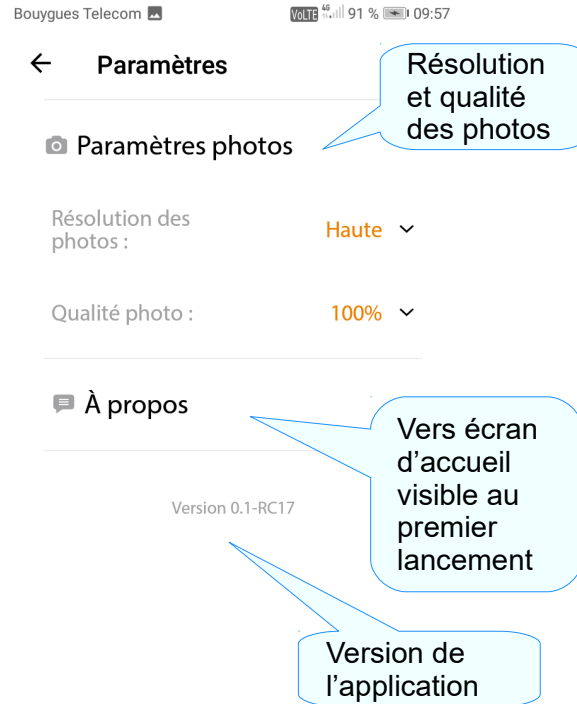 Bouygues Telecom VoLTE 4G 91 % 09:57
Paramètres
Résolution
et qualité
des photos
Paramètres photos
Résolution des
photos :
Haute
Qualité photo :
100%
À propos
Vers écran
d’accueil
visible au
premier
lancement
Version 0.1-RC17
Version de
l’application